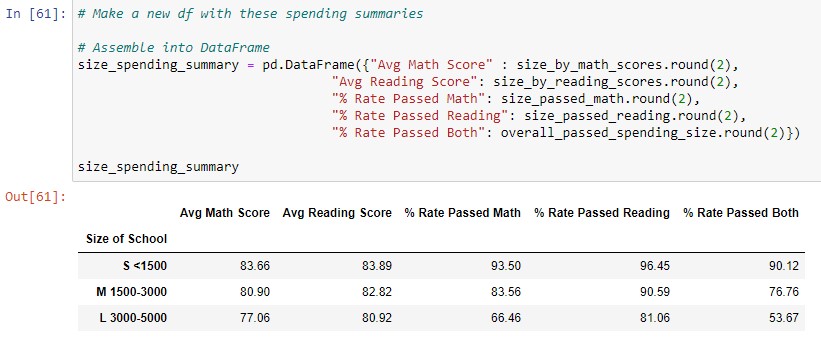 In [61]: # Make a new df with these spending summaries
# Assemble into DataFrame
size_spending_summary = pd.DataFrame({"Avg Math Score" : size_by_math_scores.round(2),
"Avg Reading Score": size_by_reading_scores.round(2),
"% Rate Passed Math": size_passed_math.round(2),
"% Rate Passed Reading": size_passed_reading.round(2),
"% Rate Passed Both": overall_passed_spending_size.round(2)})
size_spending_summary
Out[61]:
Avg Math Score Avg Reading Score % Rate Passed Math % Rate Passed Reading % Rate Passed Both
Size of School
S <1500 83.66 83.89 93.50 96.45 90.12
M 1500-3000 80.90 82.82 83.56 90.59 76.76
L 3000-5000 77.06 80.92 66.46 81.06 53.67